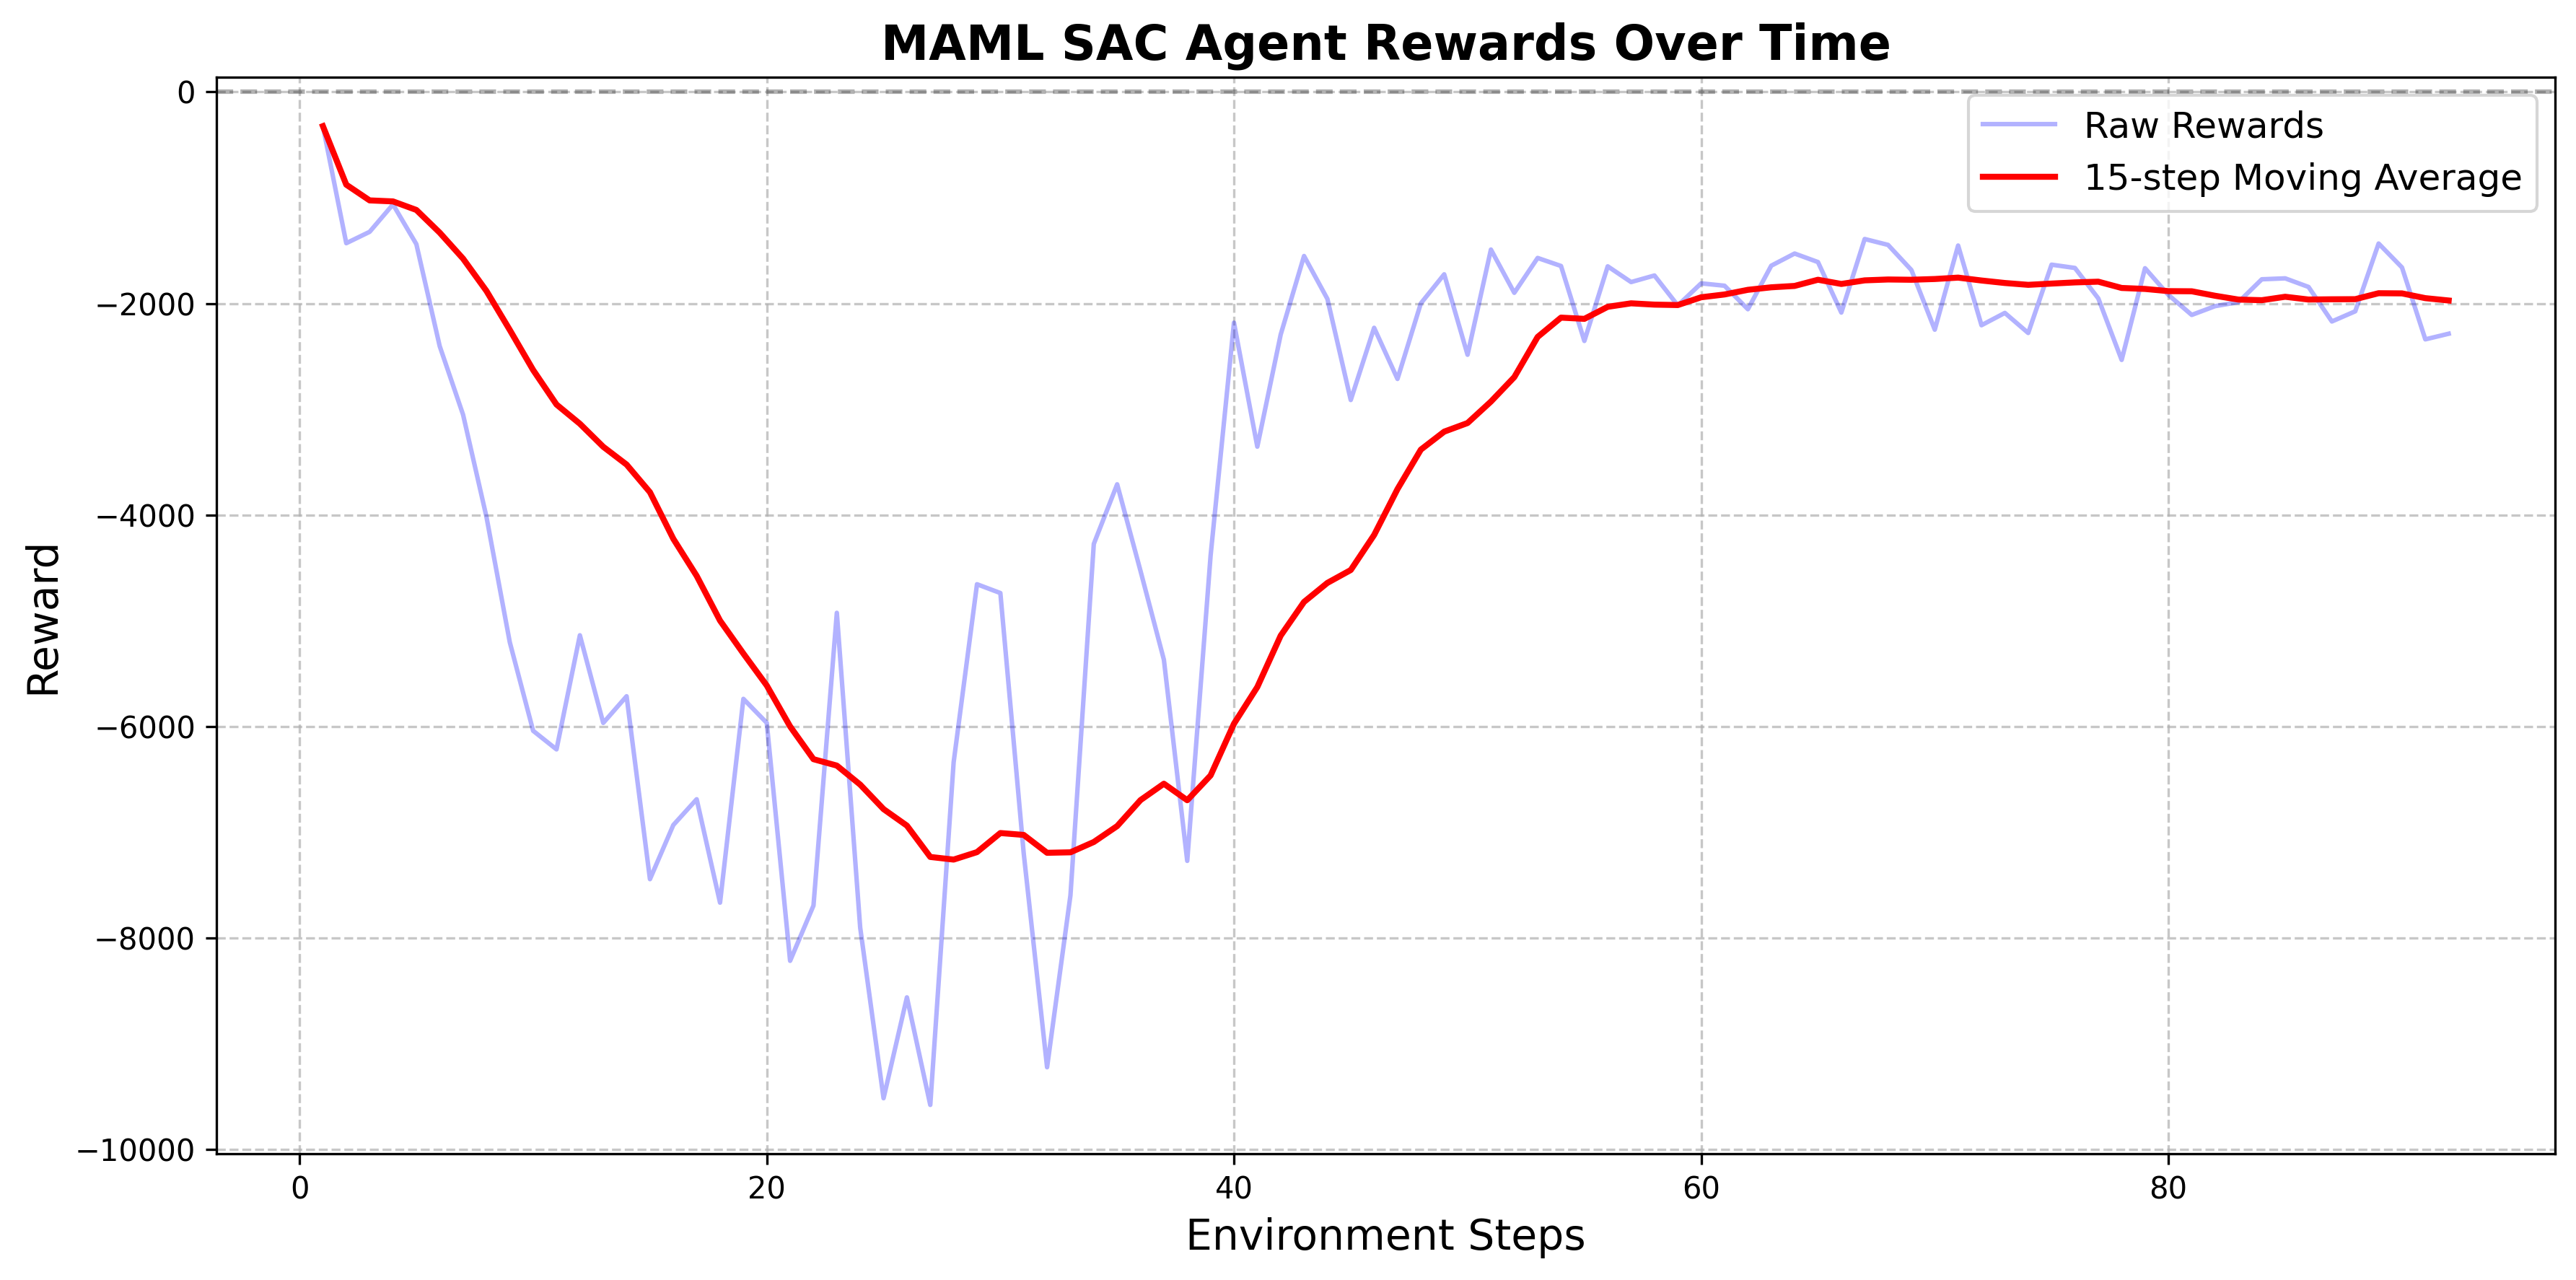 MAML SAC Agent Rewards Over Time
Raw Rewards
15-step Moving Average
Reward
0
−2000
−4000
−6000
−8000
−10000
0 20 40 60 80
Environment Steps